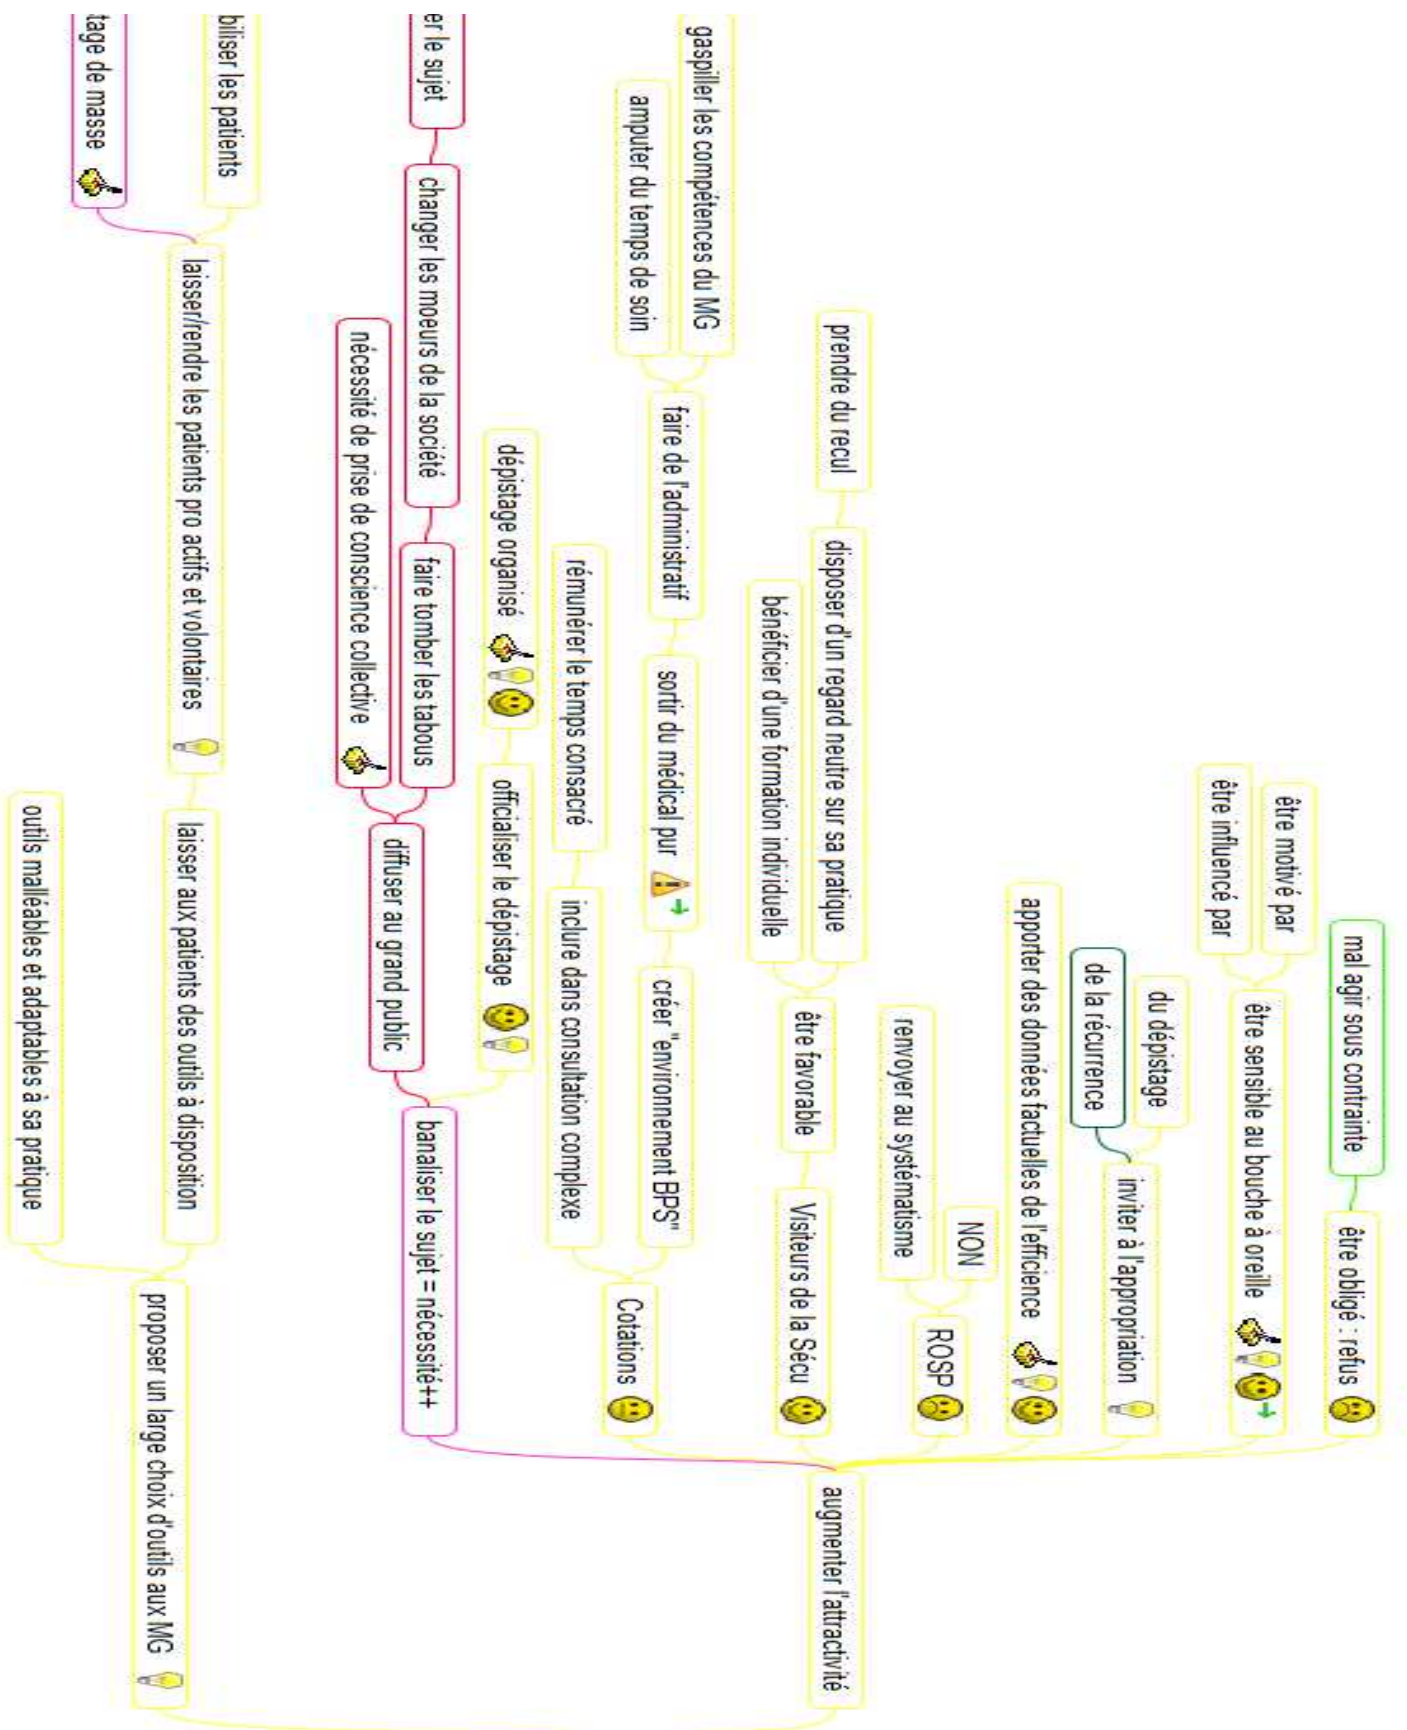 mal agir sous contrainte
être obligé : refus
être motivé par
être influencé par
être sensible au bouche à oreille
du dépistage
de la récurrence
inviter à l'appropriation
apporter des données factuelles de l'efficience
NON
renvoyer au systématisme
ROSP
prendre du recul
disposer d'un regard neutre sur sa pratique
bénéficier d'une formation individuelle
être favorable
Visiteurs de la Sécu
augmenter l'attractivité
gaspiller les compétences du MG
amputer du temps de soin
faire de l'administratif
sortir du médical pur
créer "environnement BPS"
rémunérer le temps consacré
inclure dans consultation complexe
Cotations
dépistage organisé
officialiser le dépistage
er le sujet
changer les moeurs de la société
faire tomber les tabous
nécessité de prise de conscience collective
diffuser au grand public
banaliser le sujet = nécessité++
biliser les patients
tage de masse
laisser/rendre les patients pro actifs et volontaires
laisser aux patients des outils à disposition
outils malléables et adaptables à sa pratique
proposer un large choix d'outils aux MG